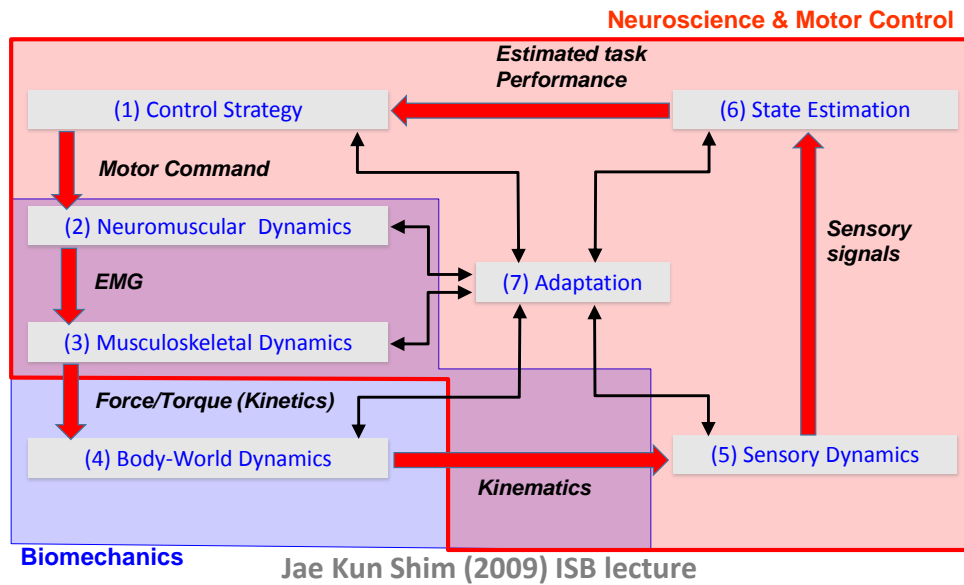 Neuroscience & Motor Control
Estimated task
Performance
(1) Control Strategy
(6) State Estimation
Motor Command
(2) Neuromuscular Dynamics
Sensory
signals
EMG
(7) Adaptation
(3) Musculoskeletal Dynamics
Force/Torque (Kinetics)
(4) Body-World Dynamics
(5) Sensory Dynamics
Kinematics
Biomechanics
Jae Kun Shim (2009) ISB lecture